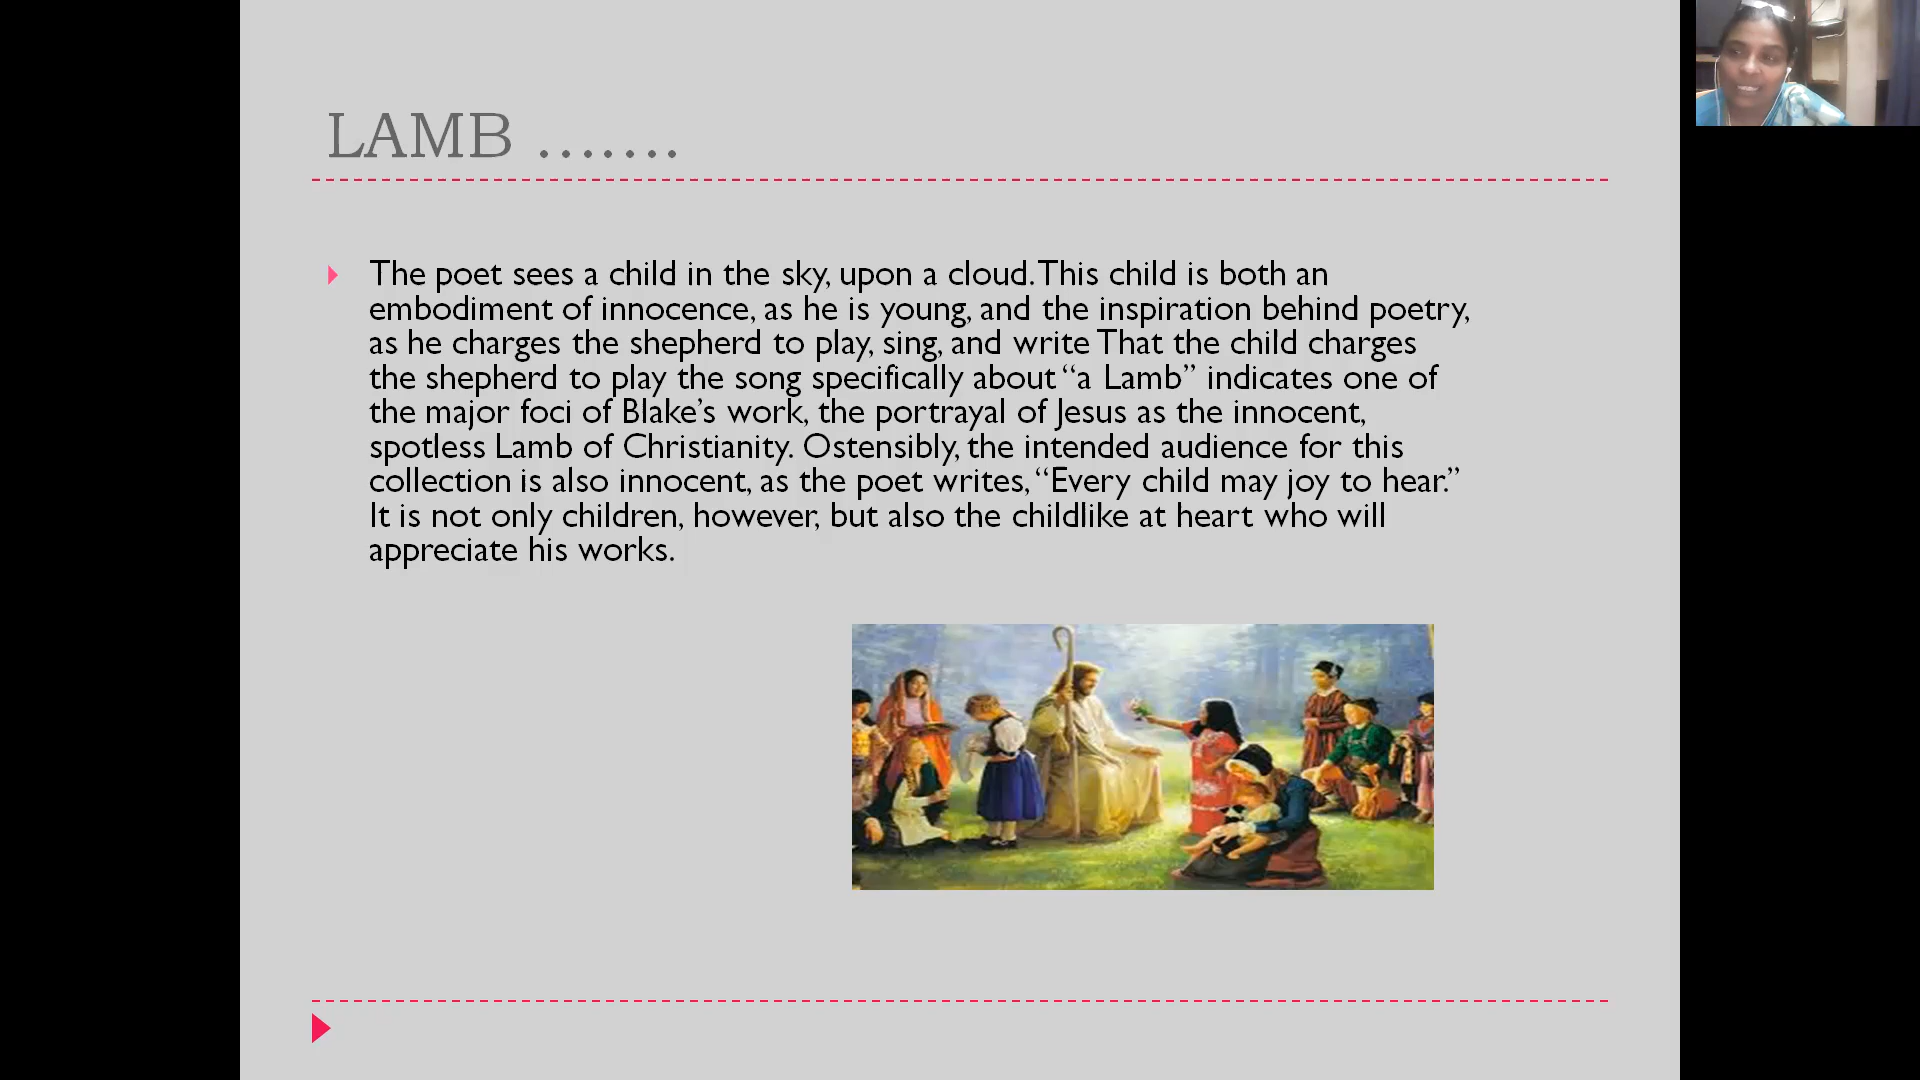 LAMB .......
The poet sees a child in the sky, upon a cloud. This child is both an
embodiment of innocence, as he is young, and the inspiration behind poetry,
as he charges the shepherd to play, sing, and write That the child charges
the shepherd to play the song specifically about “a Lamb” indicates one of
the major foci of Blake’s work, the portrayal of Jesus as the innocent,
spotless Lamb of Christianity. Ostensibly, the intended audience for this
collection is also innocent, as the poet writes, “Every child may joy to hear.”
It is not only children, however, but also the childlike at heart who will
appreciate his works.